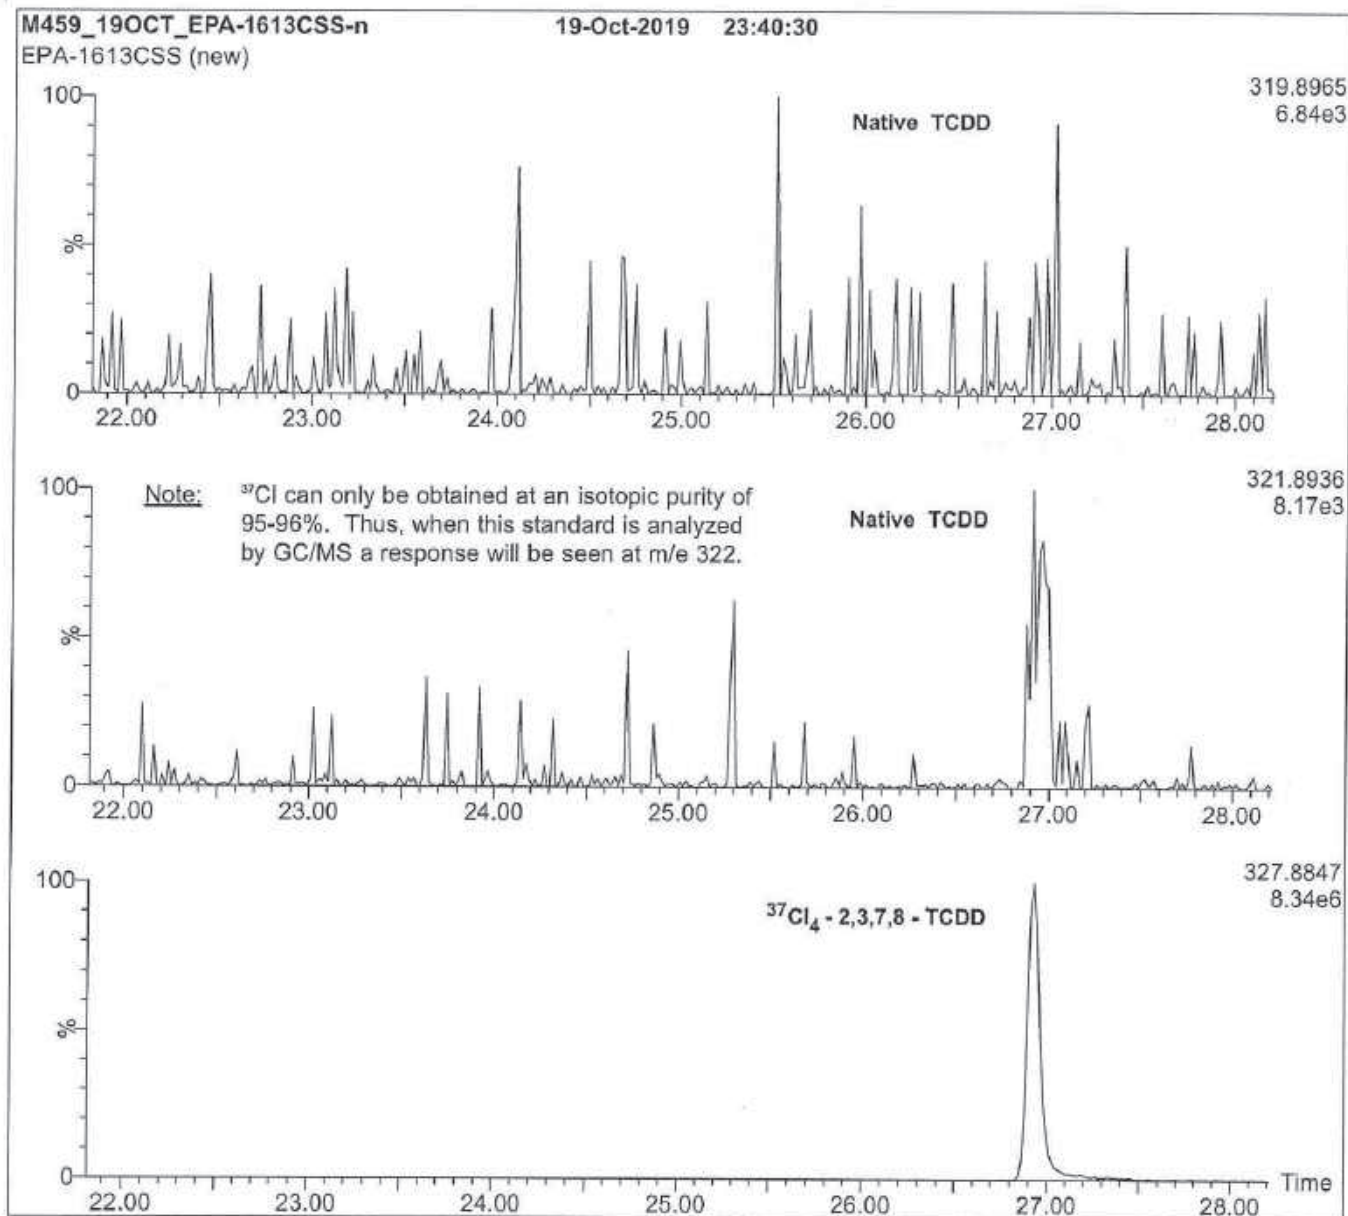 M459_19OCT_EPA-1613CSS-n 19-Oct-2019 23:40:30
EPA-1613CSS (new)
319.8965
6.84e3
Native TCDD
100
%
0
22.00 23.00 24.00 25.00 26.00 27.00 28.00
321.8936
8.17e3
Native TCDD
Note: ³⁷Cl can only be obtained at an isotopic purity of
95-96%. Thus, when this standard is analyzed
by GC/MS a response will be seen at m/e 322.
100
%
0
22.00 23.00 24.00 25.00 26.00 27.00 28.00
327.8847
8.34e6
³⁷Cl₄ - 2,3,7,8 - TCDD
100
%
0
22.00 23.00 24.00 25.00 26.00 27.00 28.00 Time